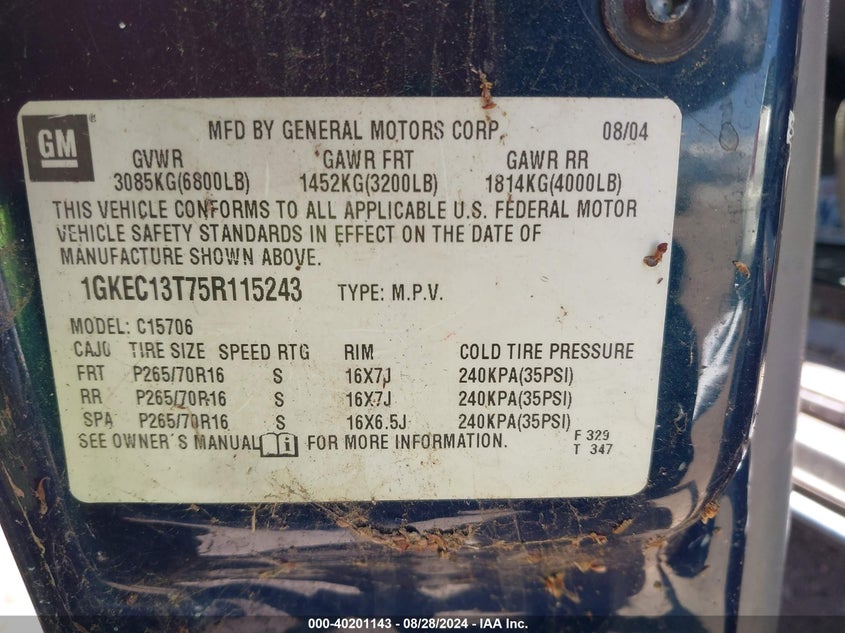 GM ® MFD BY GENERAL MOTORS CORP. 08/04
GVWR GAWR FRT GAWR RR
3085KG(6800LB) 1452KG(3200LB) 1814KG(4000LB)
THIS VEHICLE CONFORMS TO ALL APPLICABLE U.S. FEDERAL MOTOR
VEHICLE SAFETY STANDARDS IN EFFECT ON THE DATE OF
MANUFACTURE SHOWN ABOVE.
1GKEC13T75R115243 TYPE: M.P.V.
MODEL: C15706
CAJO TIRE SIZE SPEED RTG RIM COLD TIRE PRESSURE
FRT P265/70R16 S 16X7J 240KPA(35PSI)
RR P265/70R16 S 16X7J 240KPA(35PSI)
SPA P265/70R16 S 16X6.5J 240KPA(35PSI)
SEE OWNER'S MANUAL FOR MORE INFORMATION. F 329
T 347
000-40201143 - 08/28/2024 - IAA Inc.